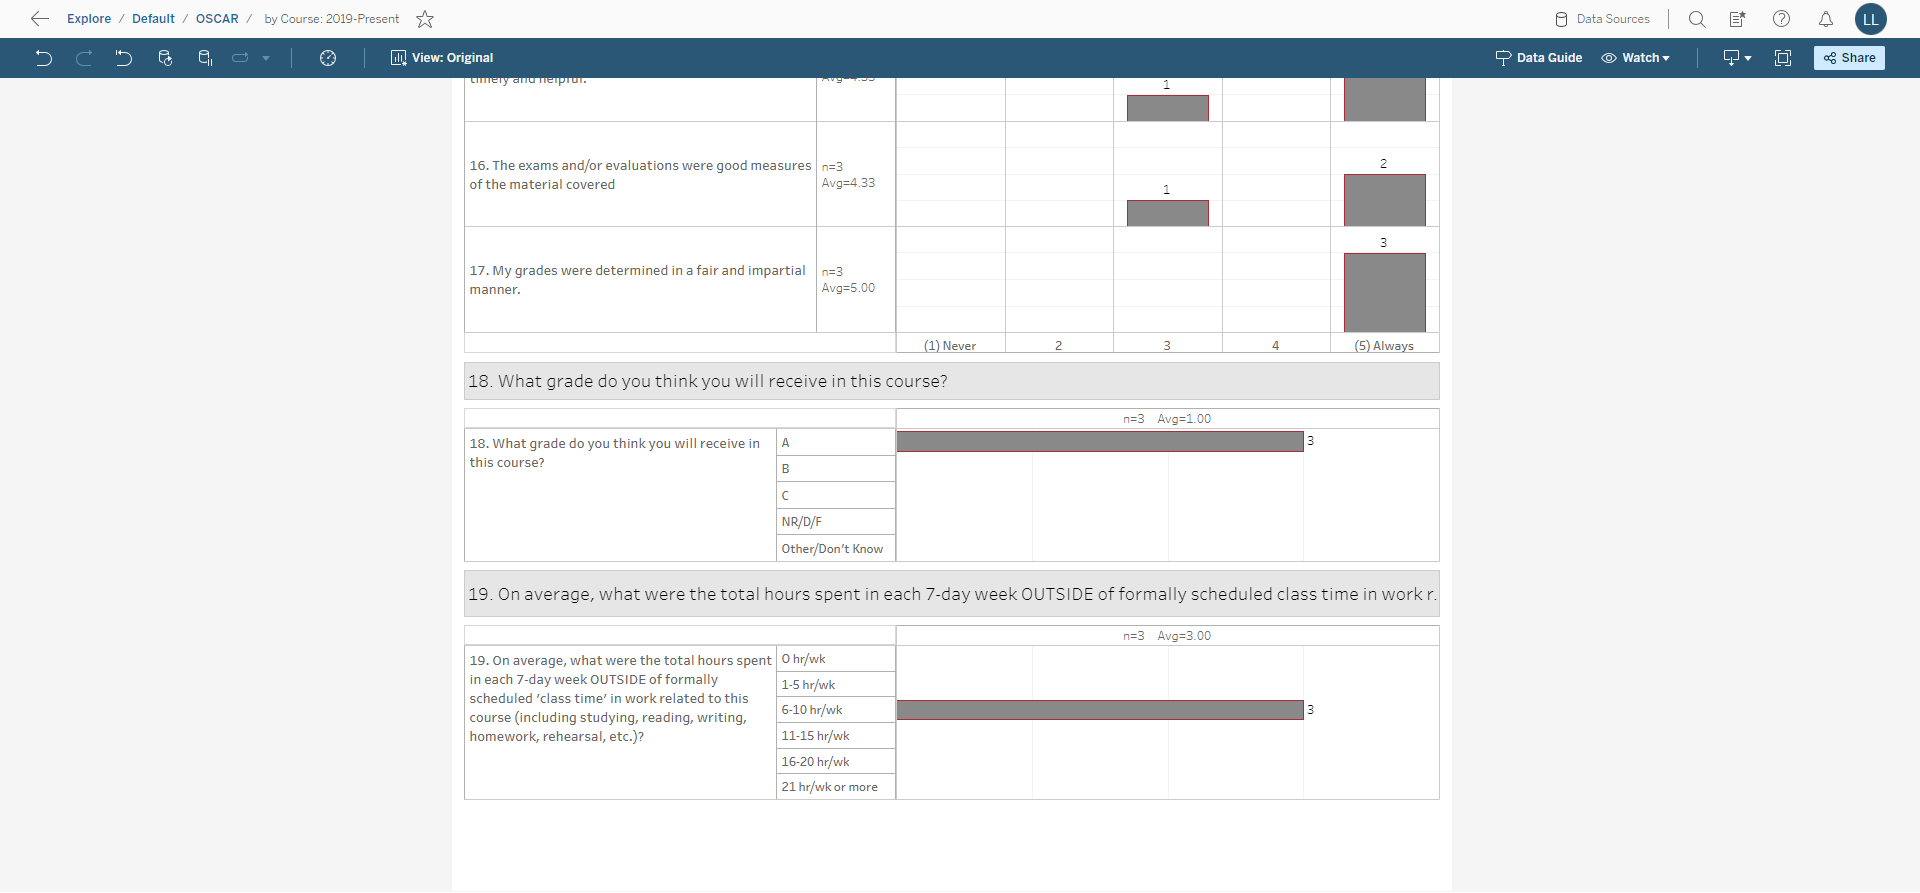 Explore / Default / OSCAR / by Course: 2019-Present
Data Sources
LL
View: Original
Data Guide
Watch
Share
timely and helpful.
Avg=4.33
1
16. The exams and/or evaluations were good measures
of the material covered
n=3
Avg=4.33
1
2
17. My grades were determined in a fair and impartial
manner.
n=3
Avg=5.00
3
(1) Never 2 3 4 (5) Always
18. What grade do you think you will receive in this course?
n=3 Avg=1.00
18. What grade do you think you will receive in
this course?
A
3
B
C
NR/D/F
Other/Don't Know
19. On average, what were the total hours spent in each 7-day week OUTSIDE of formally scheduled class time in work r.
n=3 Avg=3.00
19. On average, what were the total hours spent
in each 7-day week OUTSIDE of formally
scheduled ‘class time’ in work related to this
course (including studying, reading, writing,
homework, rehearsal, etc.)?
0 hr/wk
1-5 hr/wk
6-10 hr/wk
3
11-15 hr/wk
16-20 hr/wk
21 hr/wk or more